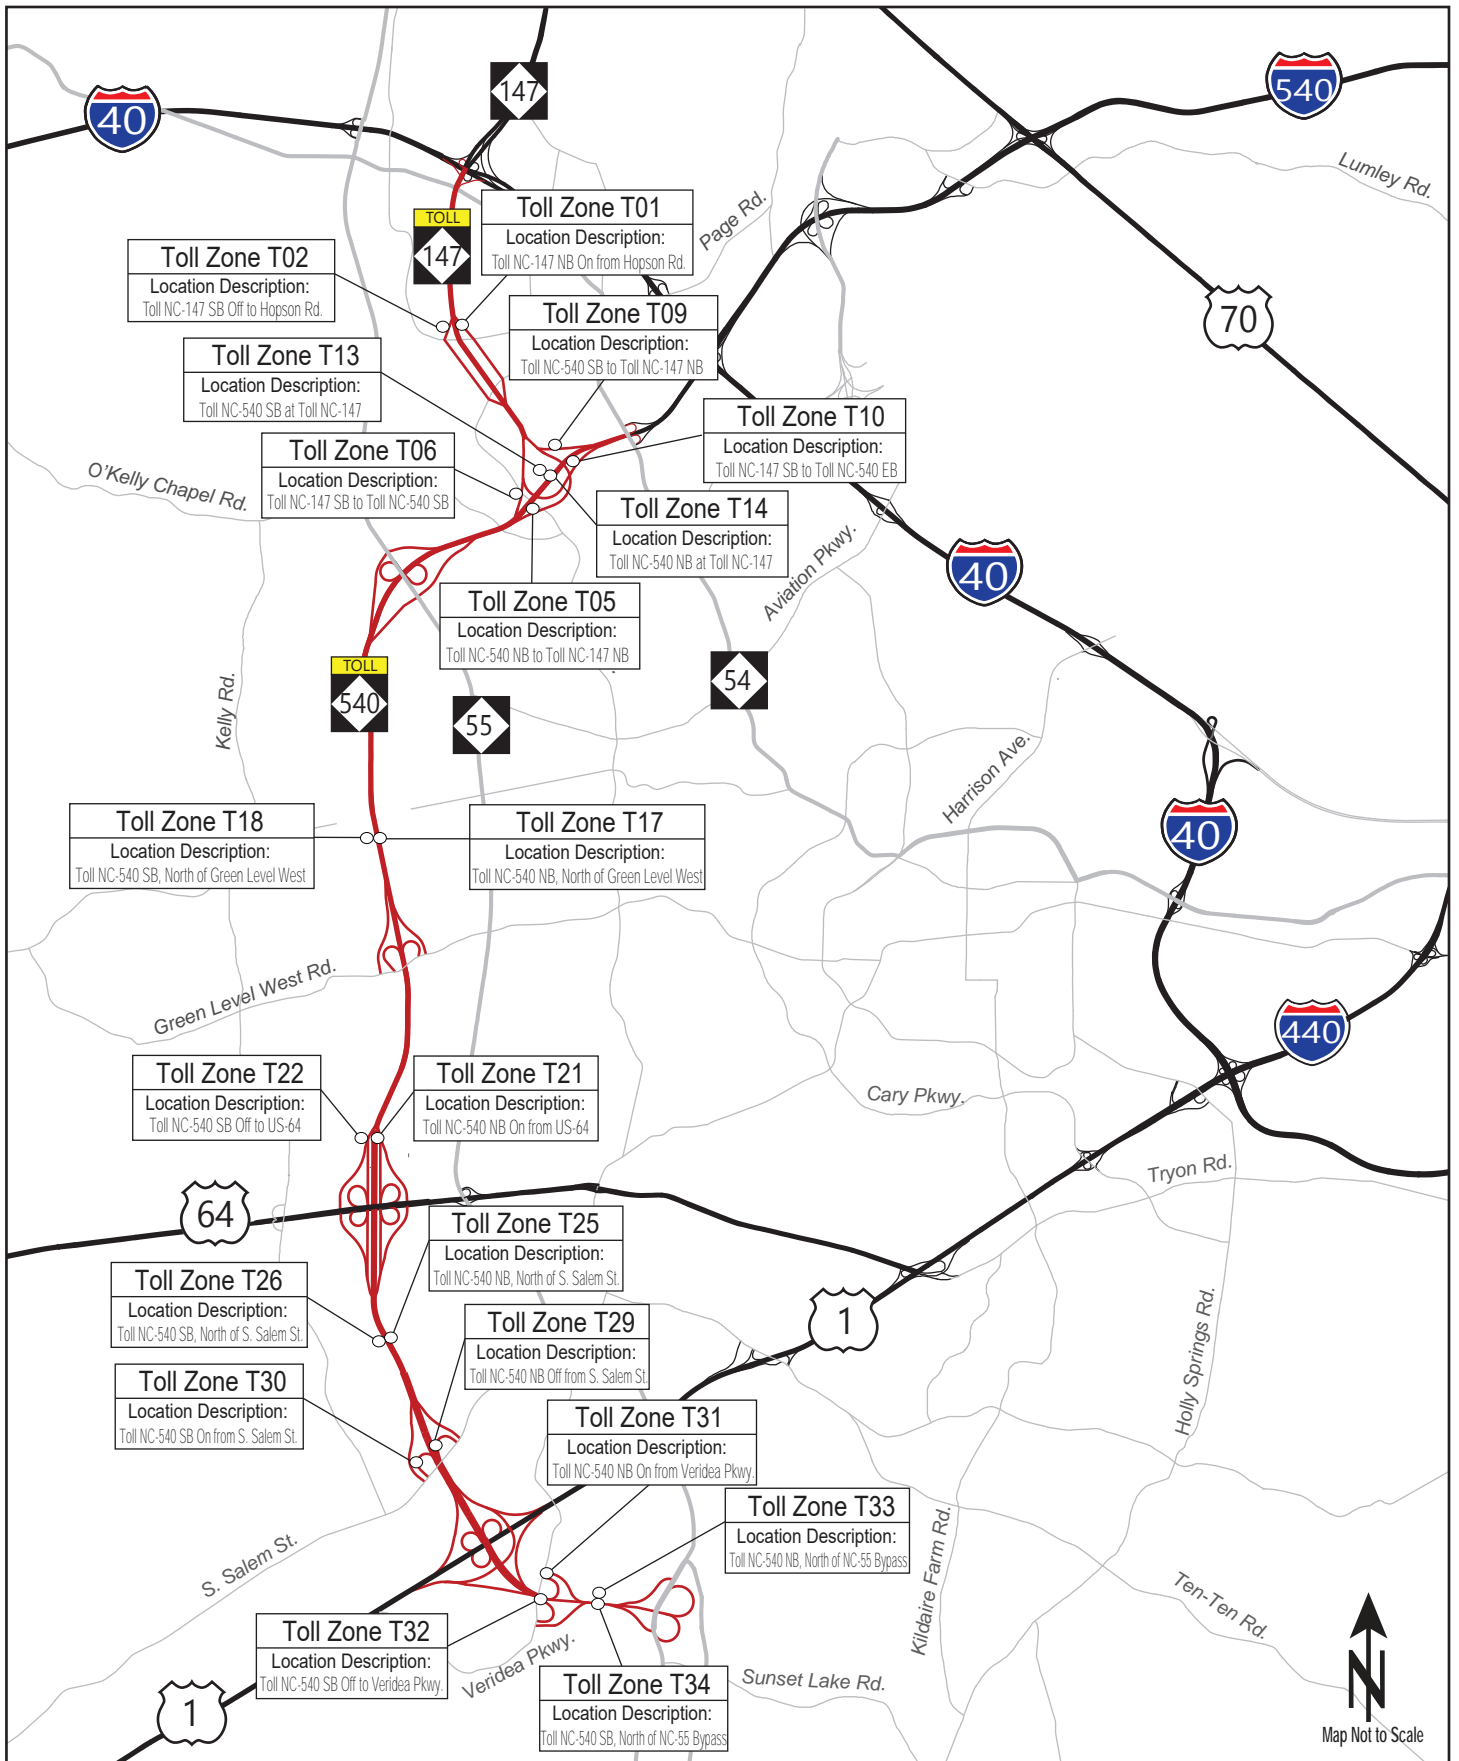 147
540
40
Lumley Rd.
Page Rd.
TOLL
147
Toll Zone T01
Location Description:
Toll NC-147 NB On from Hopson Rd.
Toll Zone T02
Location Description:
Toll NC-147 SB Off to Hopson Rd.
70
Toll Zone T09
Location Description:
Toll NC-540 SB to Toll NC-147 NB
Toll Zone T13
Location Description:
Toll NC-540 SB at Toll NC-147
Toll Zone T10
Location Description:
Toll NC-147 SB to Toll NC-540 EB
Toll Zone T06
Location Description:
Toll NC-147 SB to Toll NC-540 SB
O'Kelly Chapel Rd.
Toll Zone T14
Location Description:
Toll NC-540 NB at Toll NC-147
Aviation Pkwy.
40
Toll Zone T05
Location Description:
Toll NC-540 NB to Toll NC-147 NB
TOLL
540
54
55
Kelly Rd.
Harrison Ave.
40
Toll Zone T18
Location Description:
Toll NC-540 SB, North of Green Level West
Toll Zone T17
Location Description:
Toll NC-540 NB, North of Green Level West
Green Level West Rd.
440
Toll Zone T22
Location Description:
Toll NC-540 SB Off to US-64
Toll Zone T21
Location Description:
Toll NC-540 NB On from US-64
Cary Pkwy.
Tryon Rd.
64
Toll Zone T25
Location Description:
Toll NC-540 NB, North of S. Salem St.
Toll Zone T26
Location Description:
Toll NC-540 SB, North of S. Salem St.
1
Toll Zone T29
Location Description:
Toll NC-540 NB Off from S. Salem St.
Holly Springs Rd.
Toll Zone T30
Location Description:
Toll NC-540 SB On from S. Salem St.
Toll Zone T31
Location Description:
Toll NC-540 NB On from Veridea Pkwy.
Toll Zone T33
Location Description:
Toll NC-540 NB, North of NC-55 Bypass
S. Salem St.
Kildaire Farm Rd.
Ten-Ten Rd.
Toll Zone T32
Location Description:
Toll NC-540 SB Off to Veridea Pkwy.
Veridea Pkwy.
Toll Zone T34
Location Description:
Toll NC-540 SB, North of NC-55 Bypass
Sunset Lake Rd.
1
N
Map Not to Scale